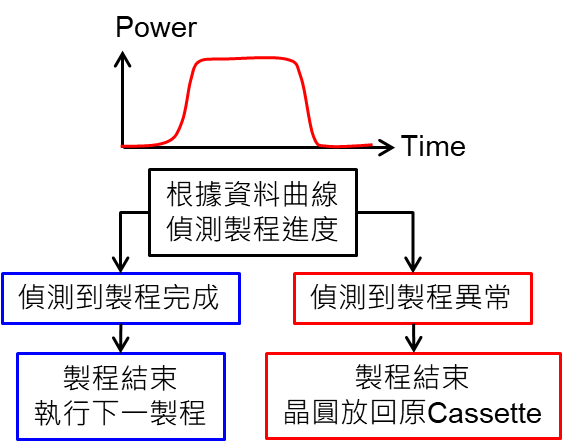 Power
Time
根據資料曲線
偵測製程進度
偵測到製程完成
偵測到製程異常
製程結束
執行下一製程
製程結束
晶圓放回原Cassette